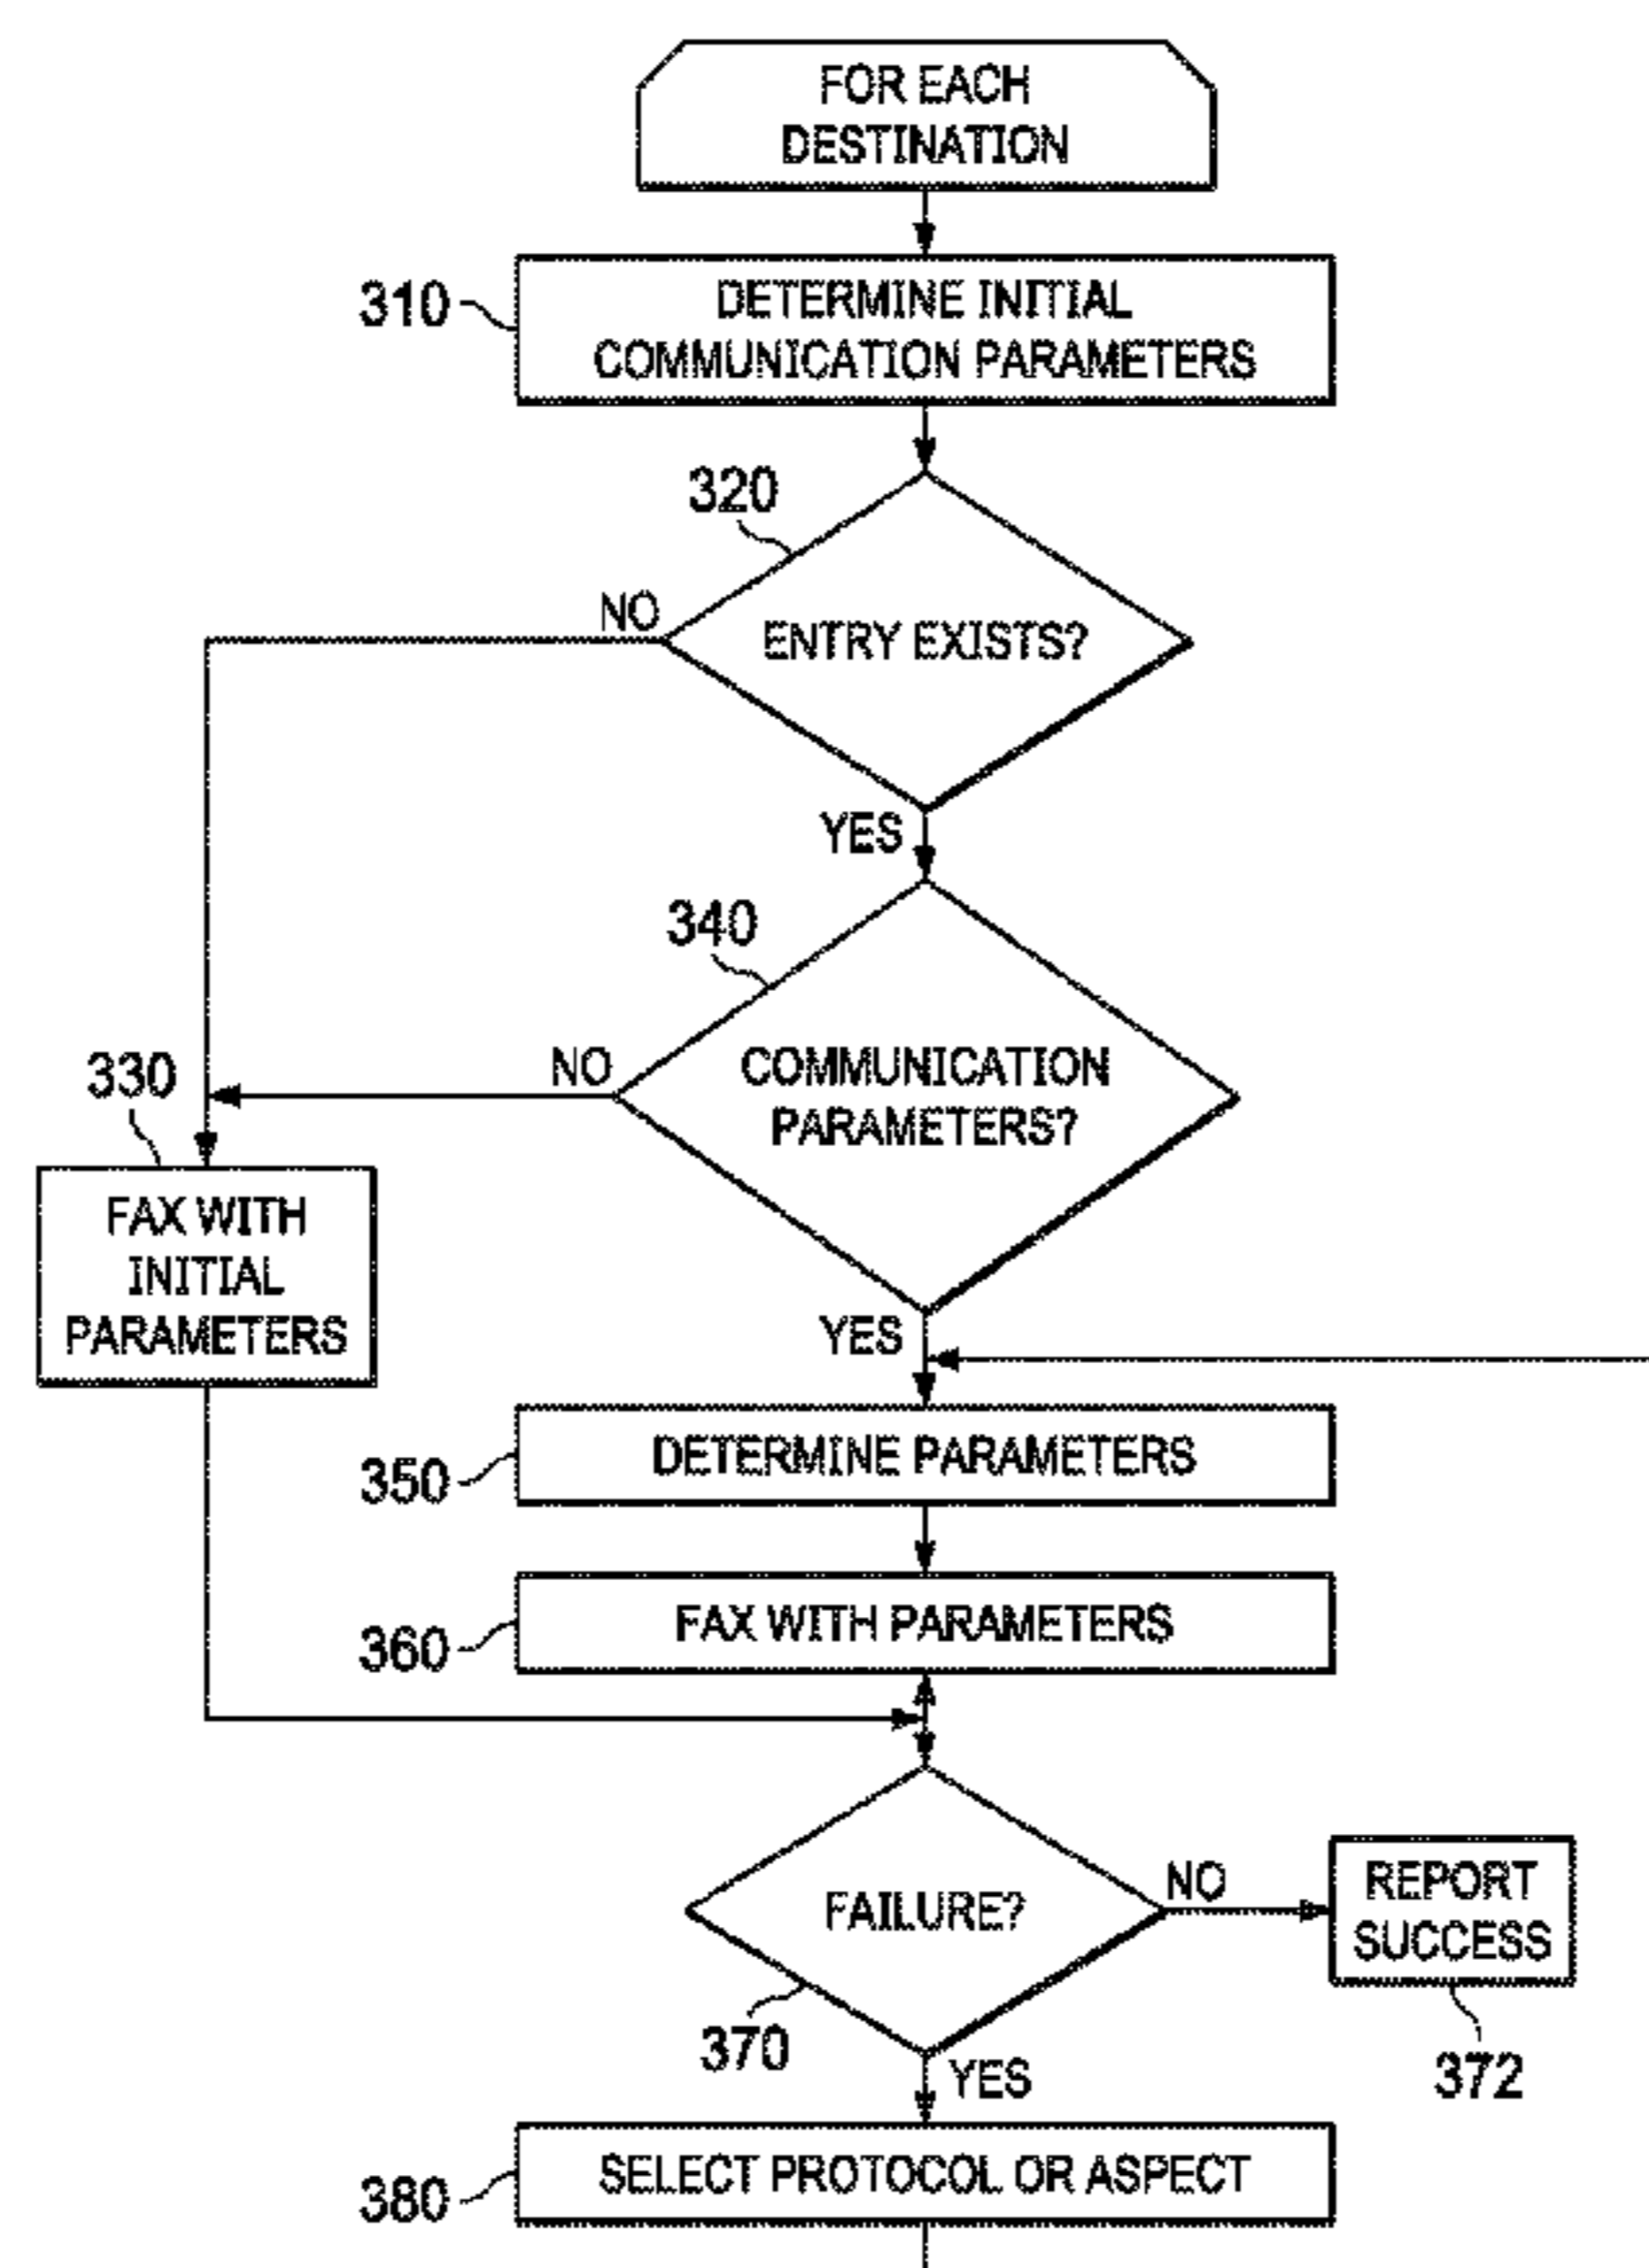 FOR EACH
DESTINATION
310
DETERMINE INITIAL
COMMUNICATION PARAMETERS
320
NO
ENTRY EXISTS?
YES
340
NO
COMMUNICATION
PARAMETERS?
330
FAX WITH
INITIAL
PARAMETERS
YES
350
DETERMINE PARAMETERS
360
FAX WITH PARAMETERS
FAILURE?
NO
REPORT
SUCCESS
370
YES
372
380
SELECT PROTOCOL OR ASPECT